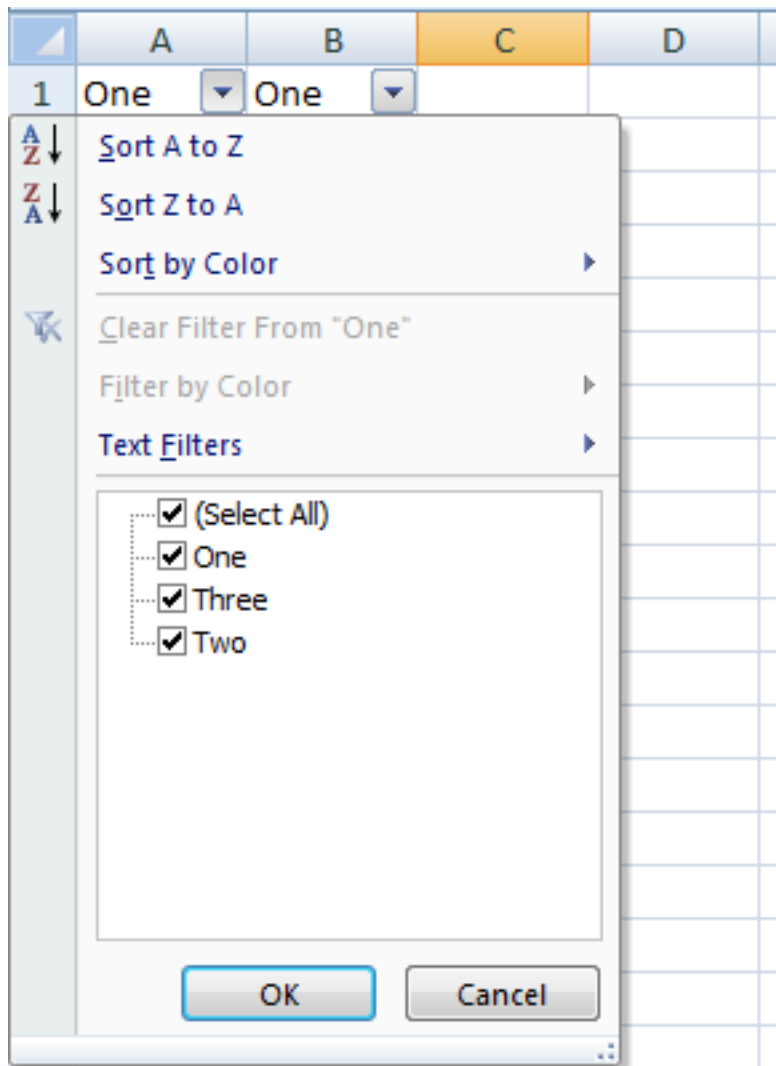 A B C D
1 One One
Sort A to Z
Sort Z to A
Sort by Color
Clear Filter From "One"
Filter by Color
Text Filters
(Select All)
One
Three
Two
OK Cancel